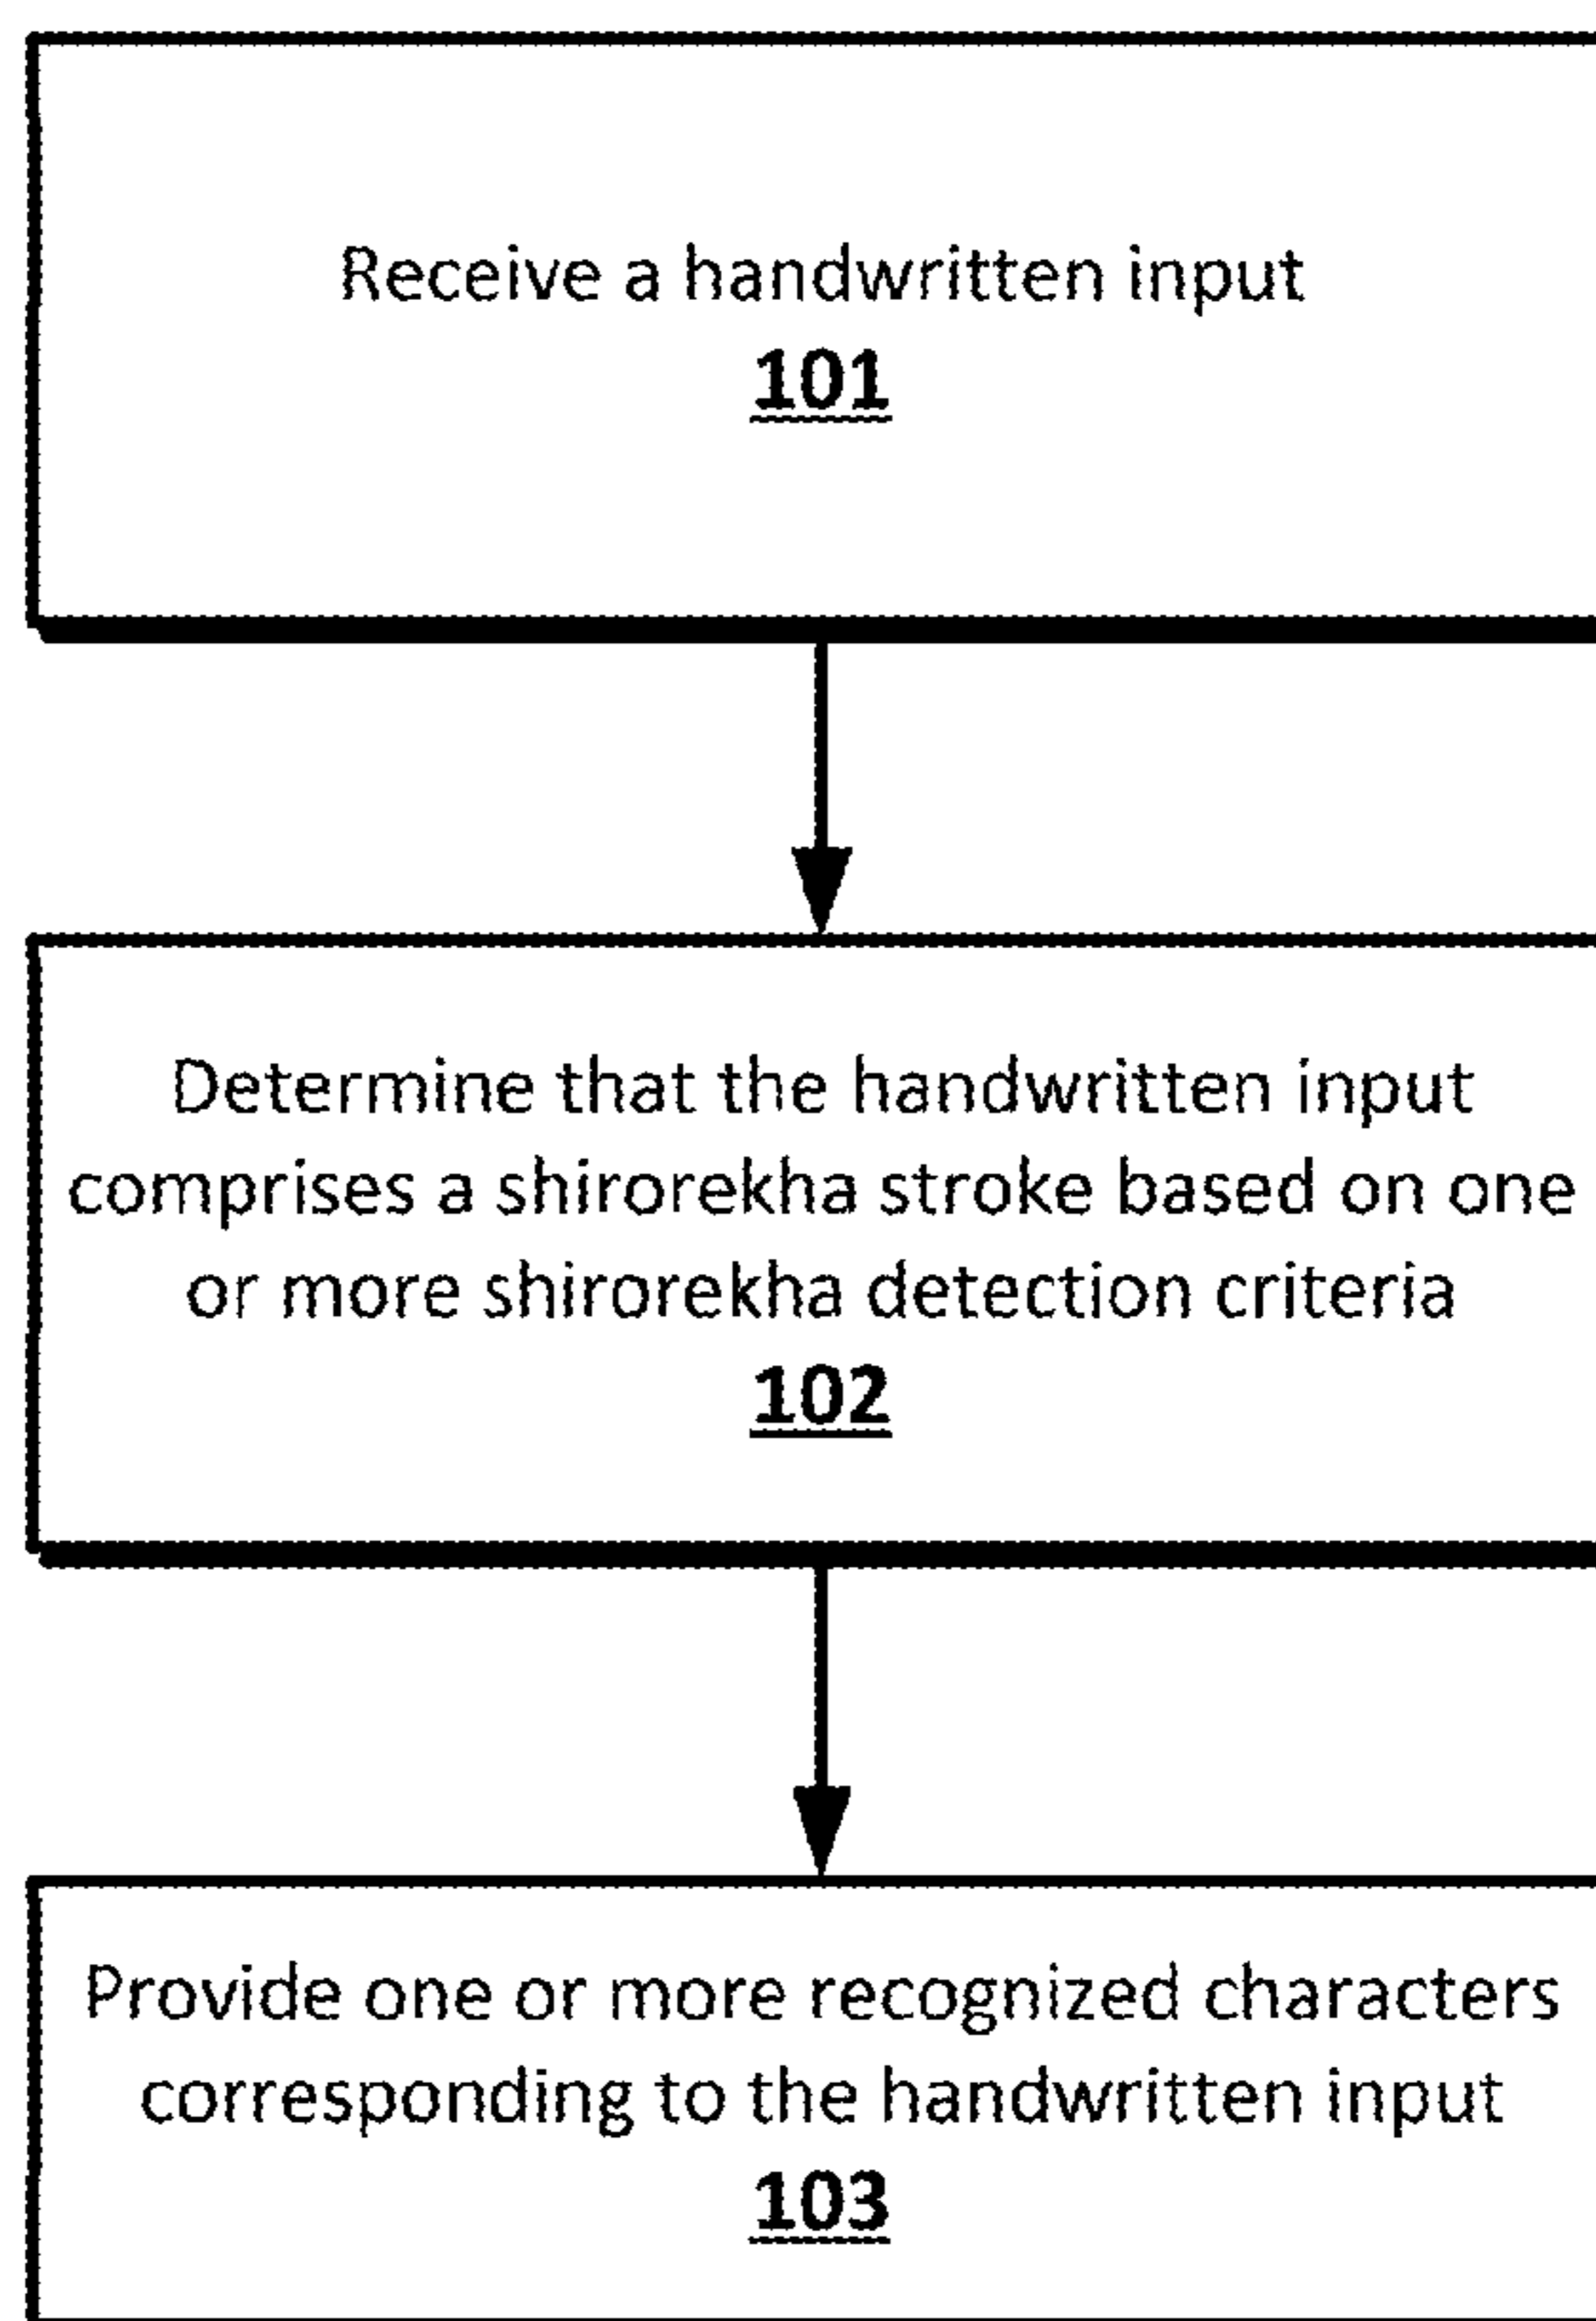 Receive a handwritten input
101
Determine that the handwritten input
comprises a shirorekha stroke based on one
or more shirorekha detection criteria
102
Provide one or more recognized characters
corresponding to the handwritten input
103